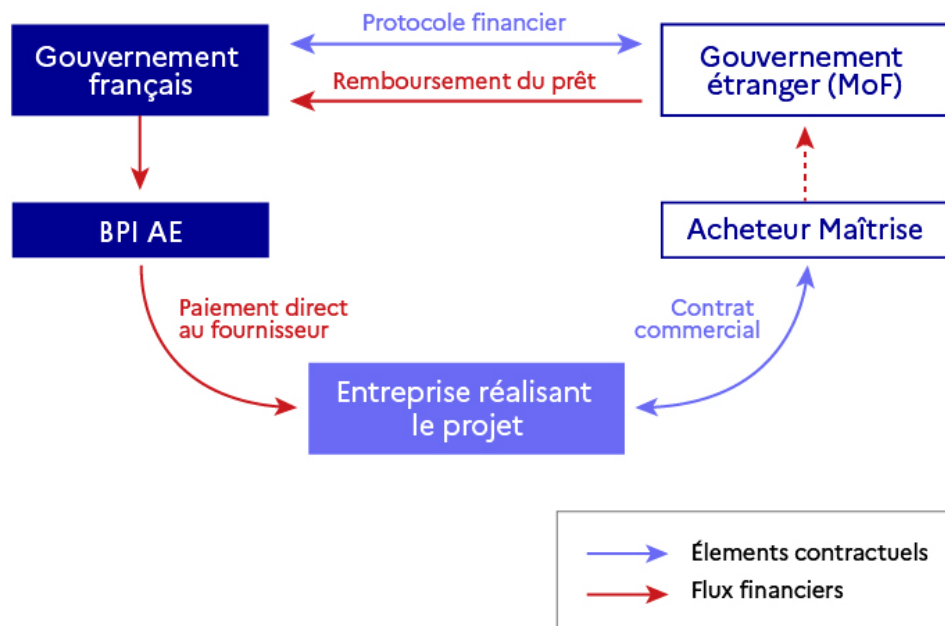 Protocole financier
Gouvernement
français
Remboursement du prêt
Gouvernement
étranger (MoF)
BPI AE
Acheteur Maîtrise
Paiement direct
au fournisseur
Contrat
commercial
Entreprise réalisant
le projet
Élements contractuels
Flux financiers